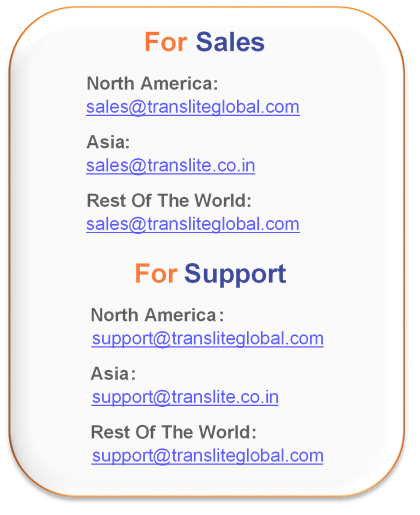 For Sales
North America:
sales@transliteglobal.com
Asia:
sales@translite.co.in
Rest Of The World:
sales@transliteglobal.com
For Support
North America:
support@transliteglobal.com
Asia:
support@translite.co.in
Rest Of The World:
support@transliteglobal.com